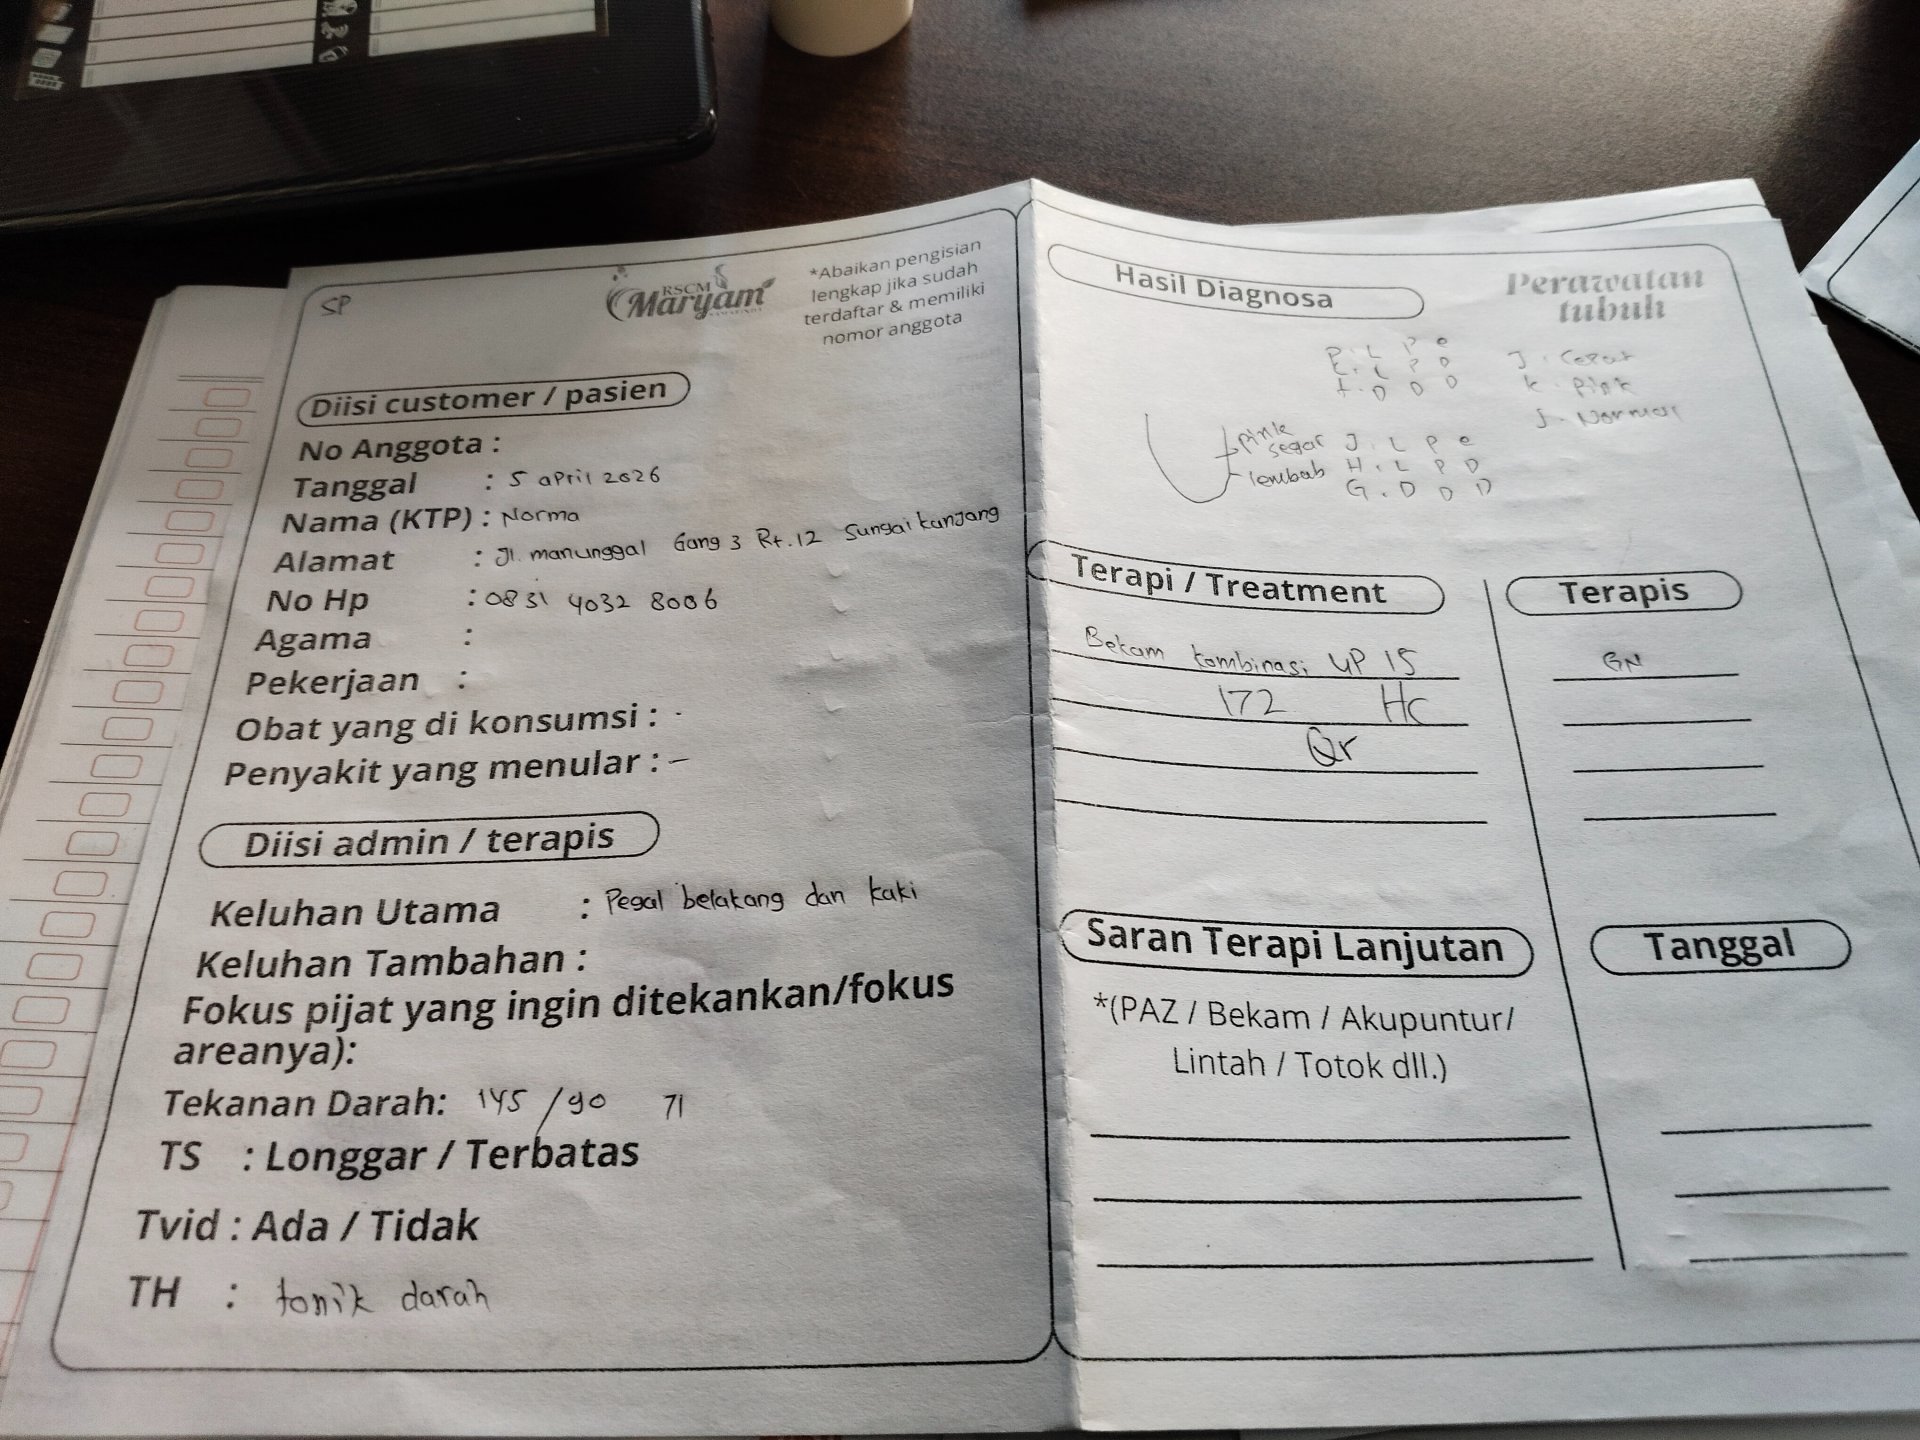 SP
RSCM
Maryam
*Abaikan pengisian
lengkap jika sudah
terdaftar & memiliki
nomor anggota
Diisi customer / pasien
No Anggota :
Tanggal : 5 april 2026
Nama (KTP) : Norma
Alamat : Jl. manunggal Gang 3 Rt.12 Sungai kunjang
No Hp : 0831 4032 8006
Agama :
Pekerjaan :
Obat yang di konsumsi : -
Penyakit yang menular : -
Diisi admin / terapis
Keluhan Utama : Pegal belakang dan kaki
Keluhan Tambahan :
Fokus pijat yang ingin ditekankan/fokus
areanya):
Tekanan Darah: 145 / 90 71
TS : Longgar / Terbatas
Tvid : Ada / Tidak
TH : tonik darah
Hasil Diagnosa
Perawatan
tubuh
P. L P e
L P D
D D D
J. Cepat
k. Pink
J. Normal
pink
segar J. L P e
lembab H. L P D
G. D D D
Terapi / Treatment
Terapis
Bekam kombinasi UP 15
GN
172 HC
Qr
Saran Terapi Lanjutan
Tanggal
*(PAZ / Bekam / Akupuntur/
Lintah / Totok dll.)